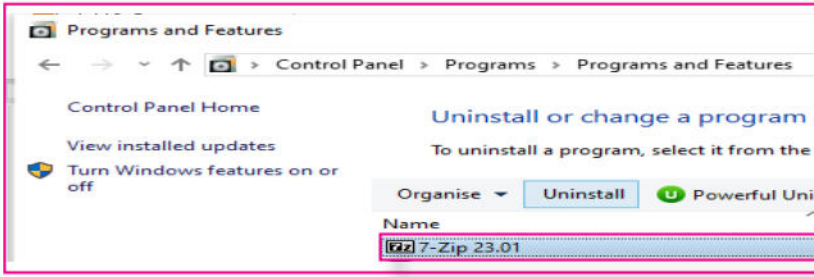 Programs and Features
Control Panel > Programs > Programs and Features
Control Panel Home
Uninstall or change a program
View installed updates
To uninstall a program, select it from the
Turn Windows features on or
off
Organise
Uninstall
Powerful Uni
Name
7z 7-Zip 23.01